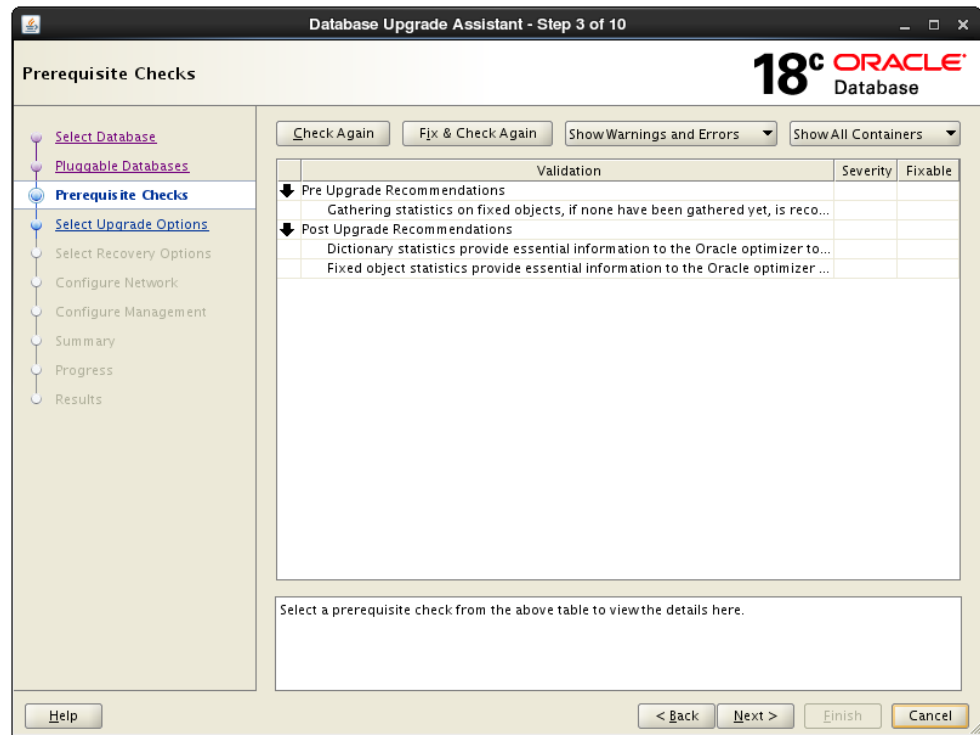 Database Upgrade Assistant - Step 3 of 10
Prerequisite Checks
18c ORACLE
Database
Select Database
Pluggable Databases
Prerequisite Checks
Select Upgrade Options
Select Recovery Options
Configure Network
Configure Management
Summary
Progress
Results
Check Again Fix & Check Again Show Warnings and Errors Show All Containers
Validation Severity Fixable
Pre Upgrade Recommendations
Gathering statistics on fixed objects, if none have been gathered yet, is reco...
Post Upgrade Recommendations
Dictionary statistics provide essential information to the Oracle optimizer to...
Fixed object statistics provide essential information to the Oracle optimizer ...
Select a prerequisite check from the above table to view the details here.
Help < Back Next > Finish Cancel